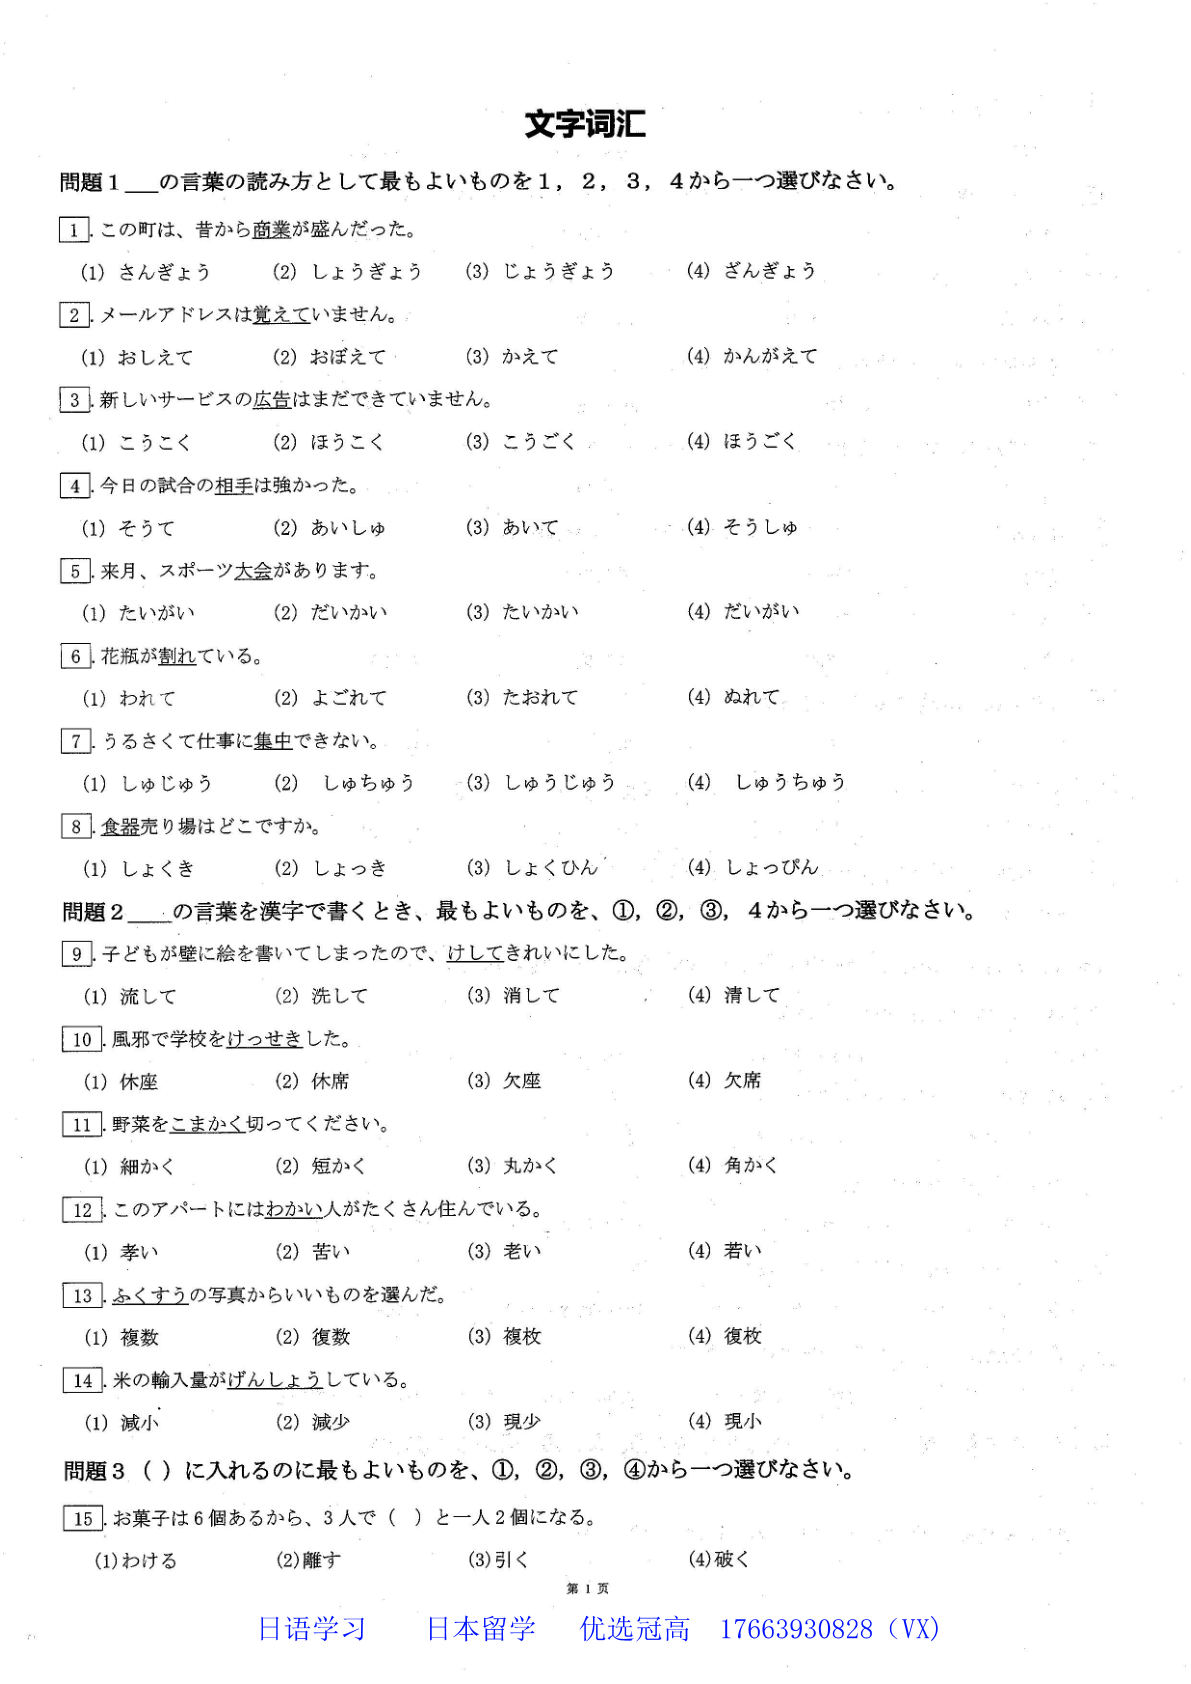 文字词汇
問題１___の言葉の読み方として最もよいものを１，２，３，４から一つ選びなさい。
1.この町は、昔から商業が盛んだった。
(1) さんぎょう (2) しょうぎょう (3) じょうぎょう (4) ざんぎょう
2.メールアドレスは覚えていません。
(1) おしえて (2) おぼえて (3) かえて (4) かんがえて
3.新しいサービスの広告はまだできていません。
(1) こうこく (2) ほうこく (3) こうごく (4) ほうごく
4.今日の試合の相手は強かった。
(1) そうて (2) あいしゅ (3) あいて (4) そうしゅ
5.来月、スポーツ大会があります。
(1) たいがい (2) だいかい (3) たいかい (4) だいがい
6.花瓶が割れている。
(1) われて (2) よごれて (3) たおれて (4) ぬれて
7.うるさくて仕事に集中できない。
(1) しゅじゅう (2) しゅちゅう (3) しゅうじゅう (4) しゅうちゅう
8.食器売り場はどこですか。
(1) しょくき (2) しょっき (3) しょくひん (4) しょっぴん
問題２____の言葉を漢字で書くとき、最もよいものを、①，②，③，４から一つ選びなさい。
9.子どもが壁に絵を書いてしまったので、けしてきれいにした。
(1) 流して (2) 洗して (3) 消して (4) 清して
10.風邪で学校をけっせきした。
(1) 休座 (2) 休席 (3) 欠座 (4) 欠席
11.野菜をこまかく切ってください。
(1) 細かく (2) 短かく (3) 丸かく (4) 角かく
12.このアパートにはわかい人がたくさん住んでいる。
(1) 孝い (2) 苦い (3) 老い (4) 若い
13.ふくすうの写真からいいものを選んだ。
(1) 複数 (2) 復数 (3) 複枚 (4) 復枚
14.米の輸入量がげんしょうしている。
(1) 減小 (2) 減少 (3) 現少 (4) 現小
問題３（ ）に入れるのに最もよいものを、①，②，③，④から一つ選びなさい。
15.お菓子は６個あるから、３人で（ ）と一人２個になる。
(1)わける (2)離す (3)引く (4)破く
第 1 页
日语学习 日本留学 优选冠高 17663930828（VX）